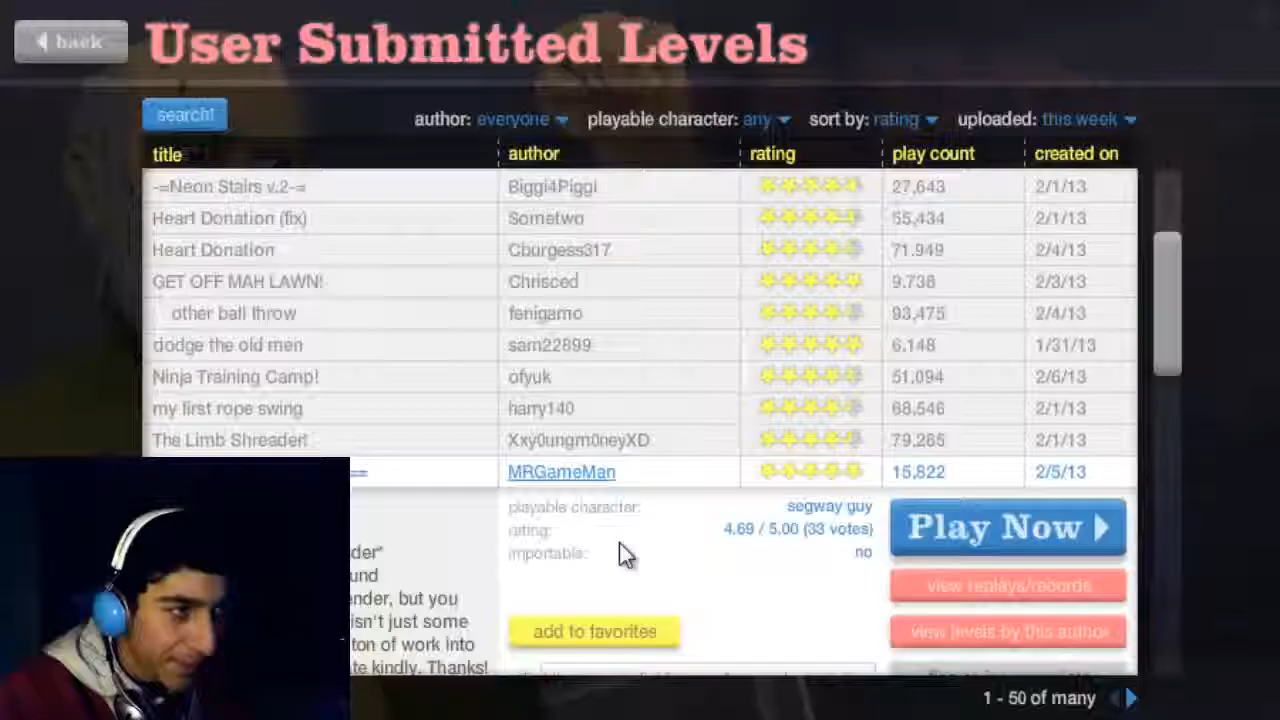 back
User Submitted Levels
search!
author: everyone playable character: any sort by: rating uploaded: this week
title author rating play count created on
-=Neon Stairs v.2-= Biggi4Piggi 27,643 2/1/13
Heart Donation (fix) Sometwo 55,434 2/1/13
Heart Donation Cburgess317 71,949 2/4/13
GET OFF MAH LAWN! Chrisced 9,738 2/3/13
other ball throw fenigamo 93,475 2/4/13
dodge the old men sam22899 6,148 1/31/13
Ninja Training Camp! ofyuk 51,094 2/6/13
my first rope swing harry140 68,546 2/1/13
The Limb Shreader! Xxy0ungm0neyXD 79,265 2/1/13
== MRGameMan 15,822 2/5/13
playable character: segway guy
rating: 4.69 / 5.00 (33 votes)
importable: no
Play Now
der"
und
ender, but you
isn't just some
ton of work into
te kindly. Thanks!
view replays/records
add to favorites
view levels by this author
1 - 50 of many